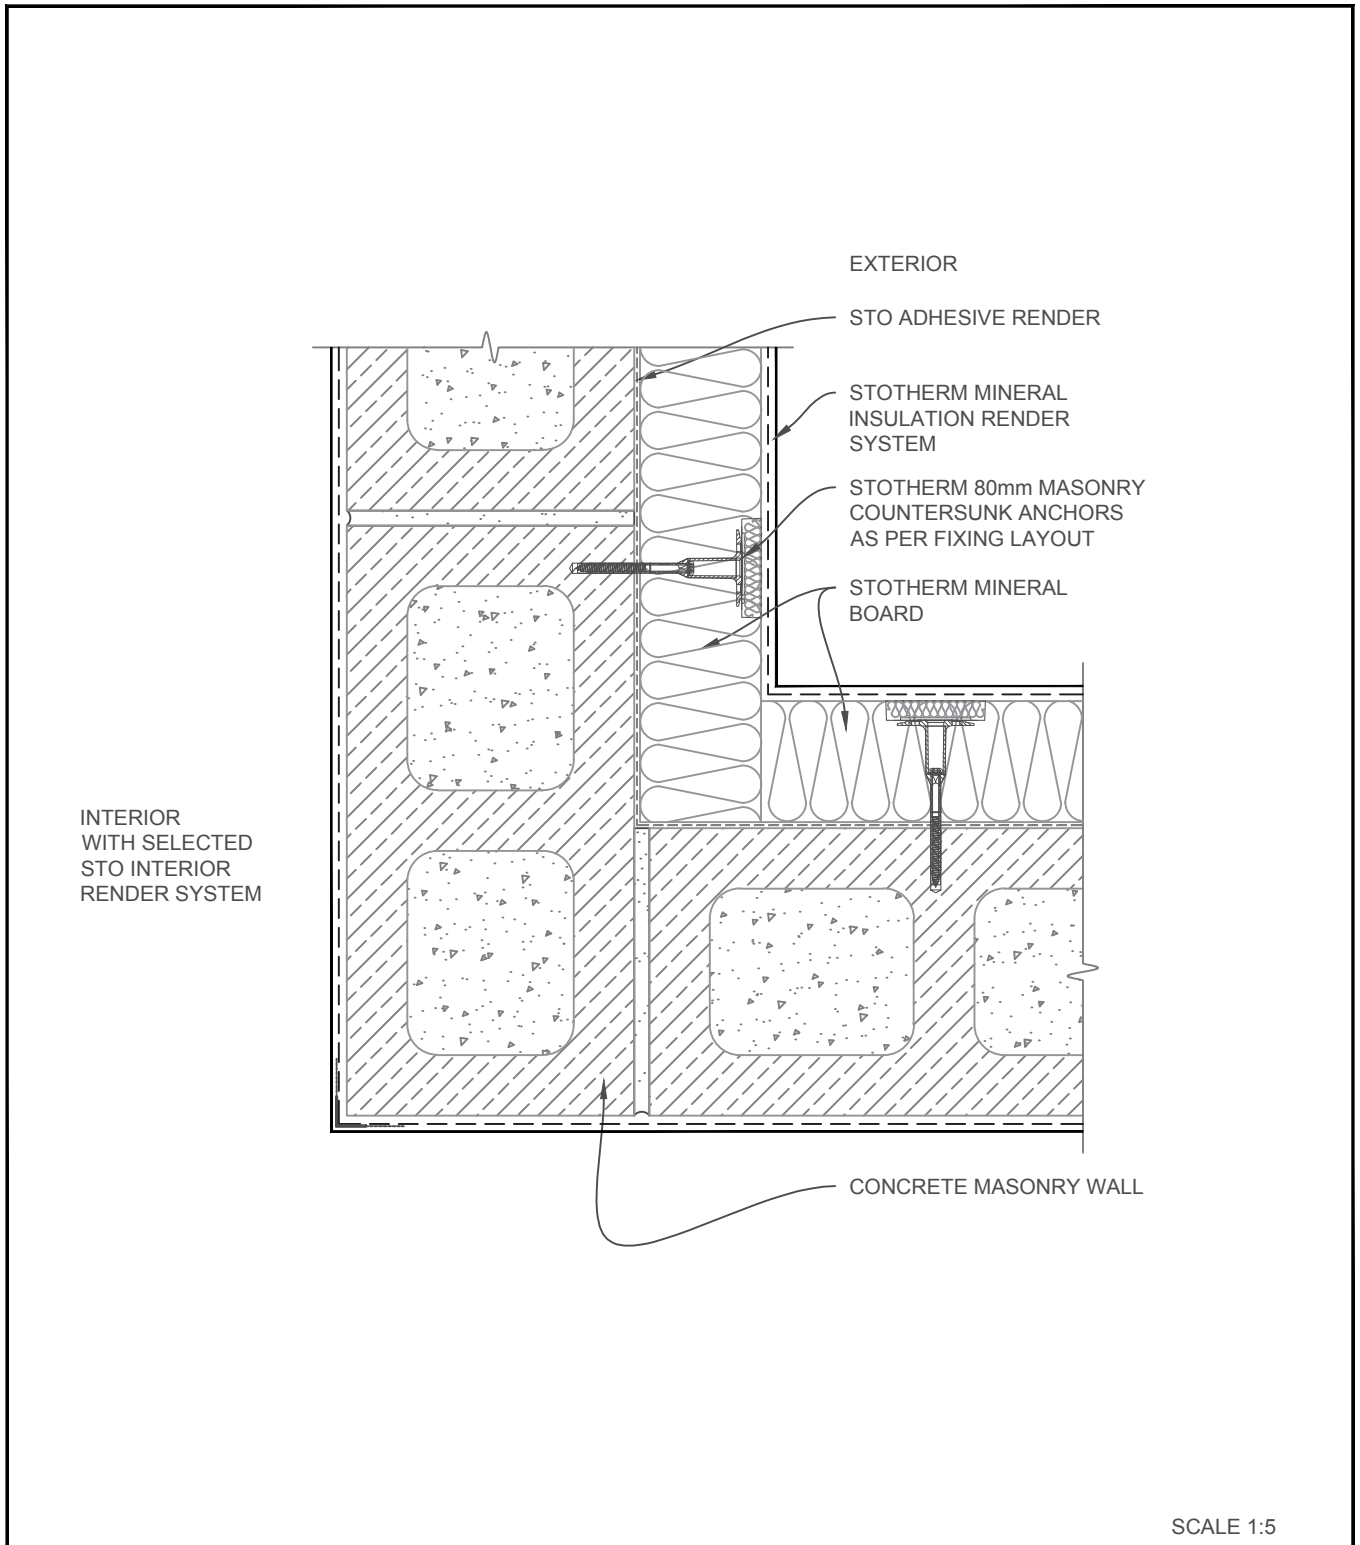 EXTERIOR
STO ADHESIVE RENDER
STOTHERM MINERAL
INSULATION RENDER
SYSTEM
STOTHERM 80mm MASONRY
COUNTERSUNK ANCHORS
AS PER FIXING LAYOUT
STOTHERM MINERAL
BOARD
INTERIOR
WITH SELECTED
STO INTERIOR
RENDER SYSTEM
CONCRETE MASONRY WALL
SCALE 1:5